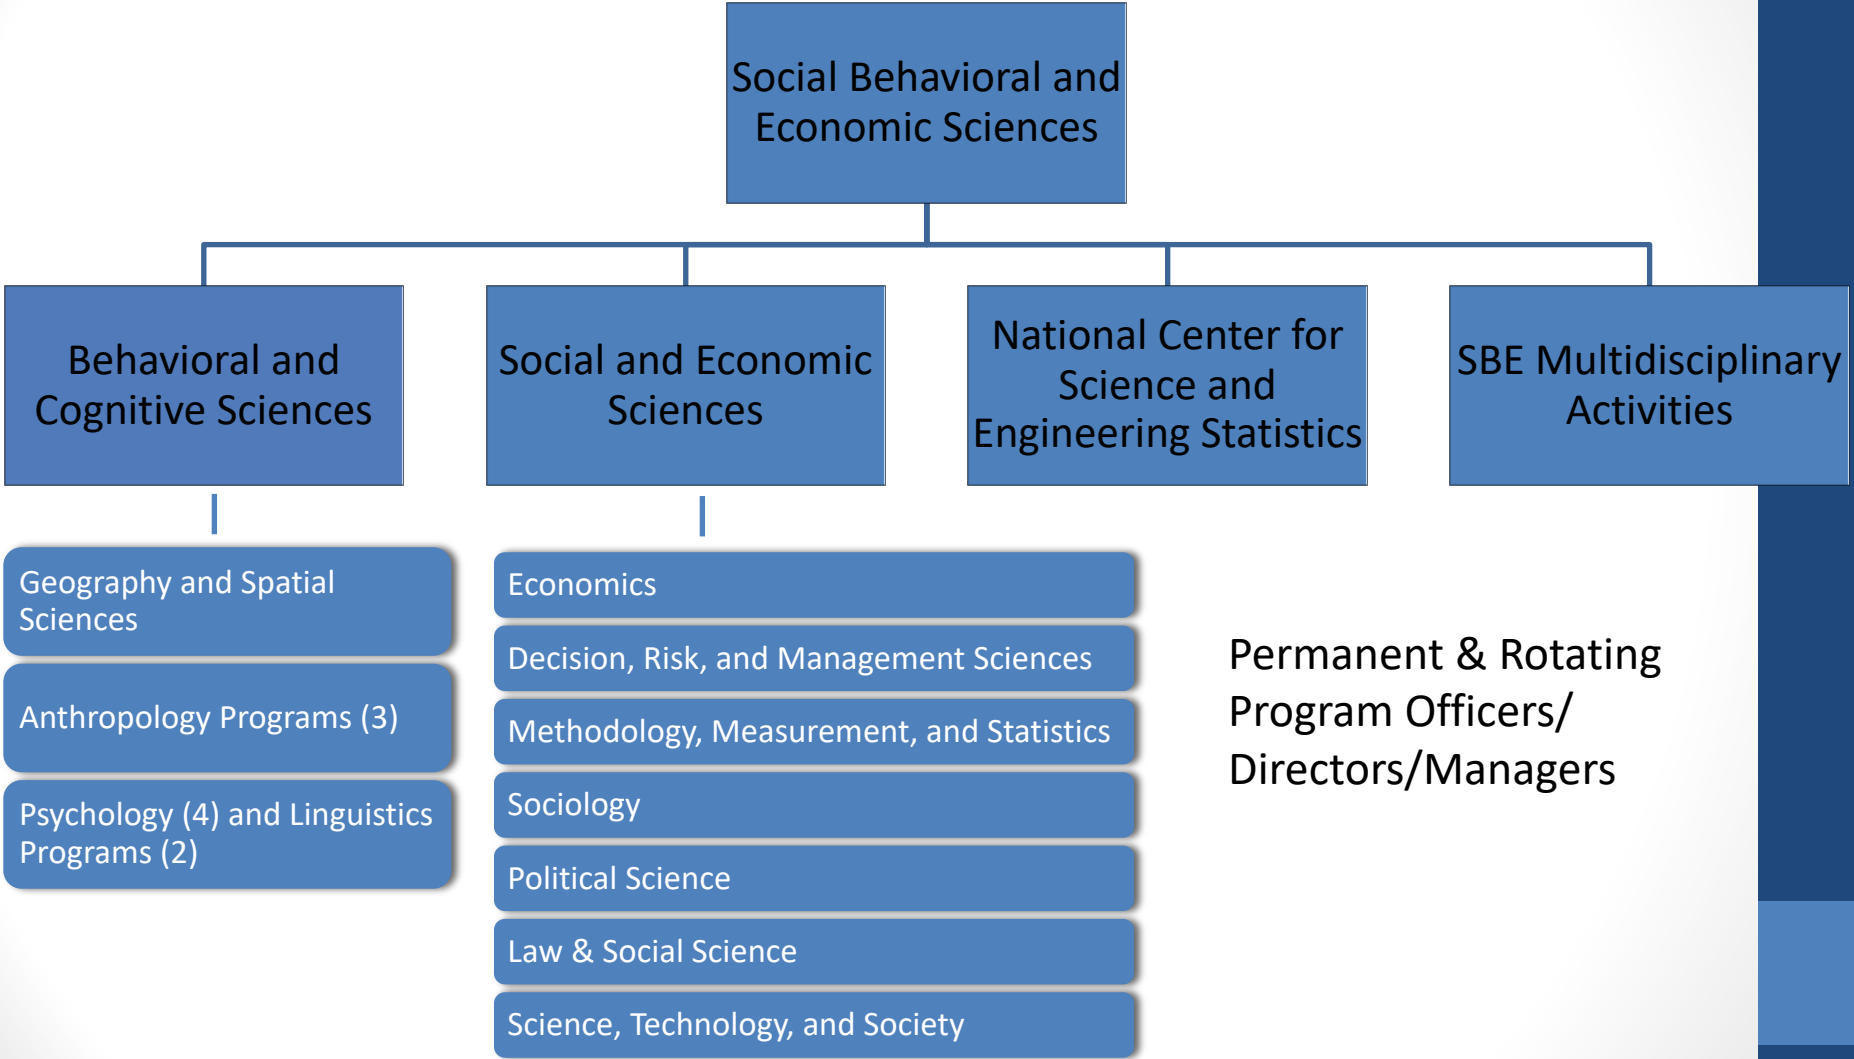 Social Behavioral and
Economic Sciences
Behavioral and
Cognitive Sciences
Social and Economic
Sciences
National Center for
Science and
Engineering Statistics
SBE Multidisciplinary
Activities
Geography and Spatial
Sciences
Anthropology Programs (3)
Psychology (4) and Linguistics
Programs (2)
Economics
Decision, Risk, and Management Sciences
Methodology, Measurement, and Statistics
Sociology
Political Science
Law & Social Science
Science, Technology, and Society
Permanent & Rotating
Program Officers/
Directors/Managers